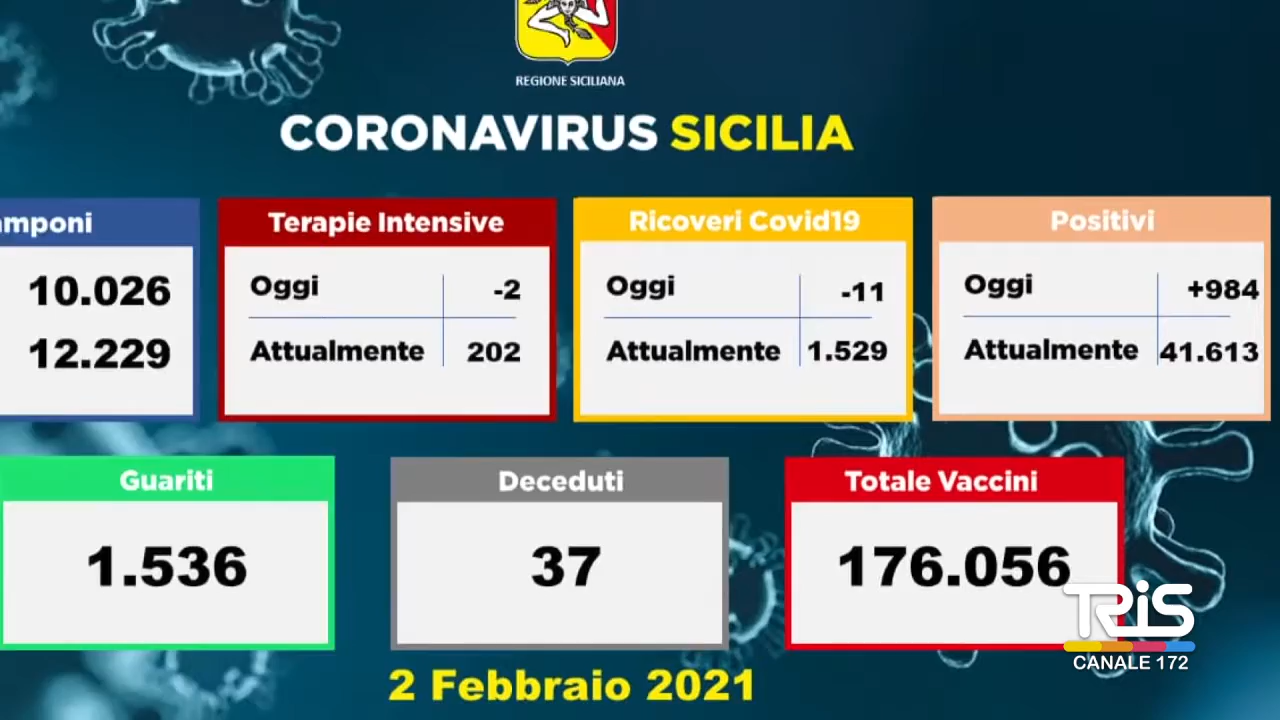 REGIONE SICILIANA
CORONAVIRUS SICILIA
amponi
10.026
12.229
Terapie Intensive
Oggi -2
Attualmente 202
Ricoveri Covid19
Oggi -11
Attualmente 1.529
Positivi
Oggi +984
Attualmente 41.613
Guariti
1.536
Deceduti
37
Totale Vaccini
176.056
TRiS
CANALE 172
2 Febbraio 2021